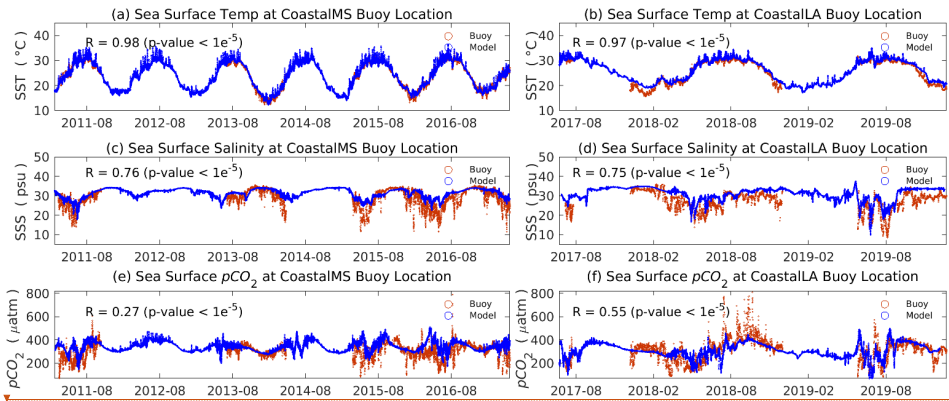 (a) Sea Surface Temp at CoastalMS Buoy Location
R = 0.98 (p-value < 1e⁻⁵)
Buoy
Model
SST ( °C)
40
30
20
10
2011-08 2012-08 2013-08 2014-08 2015-08 2016-08
(b) Sea Surface Temp at CoastalLA Buoy Location
R = 0.97 (p-value < 1e⁻⁵)
Buoy
Model
SST ( °C)
40
30
20
10
2017-08 2018-02 2018-08 2019-02 2019-08
(c) Sea Surface Salinity at CoastalMS Buoy Location
R = 0.76 (p-value < 1e⁻⁵)
Buoy
Model
SSS ( psu)
50
40
30
20
10
2011-08 2012-08 2013-08 2014-08 2015-08 2016-08
(d) Sea Surface Salinity at CoastalLA Buoy Location
R = 0.75 (p-value < 1e⁻⁵)
Buoy
Model
SSS ( psu)
50
40
30
20
10
2017-08 2018-02 2018-08 2019-02 2019-08
(e) Sea Surface pCO₂ at CoastalMS Buoy Location
R = 0.27 (p-value < 1e⁻⁵)
Buoy
Model
pCO₂ ( μatm)
800
600
400
200
2011-08 2012-08 2013-08 2014-08 2015-08 2016-08
(f) Sea Surface pCO₂ at CoastalLA Buoy Location
R = 0.55 (p-value < 1e⁻⁵)
Buoy
Model
pCO₂ ( μatm)
800
600
400
200
2017-08 2018-02 2018-08 2019-02 2019-08